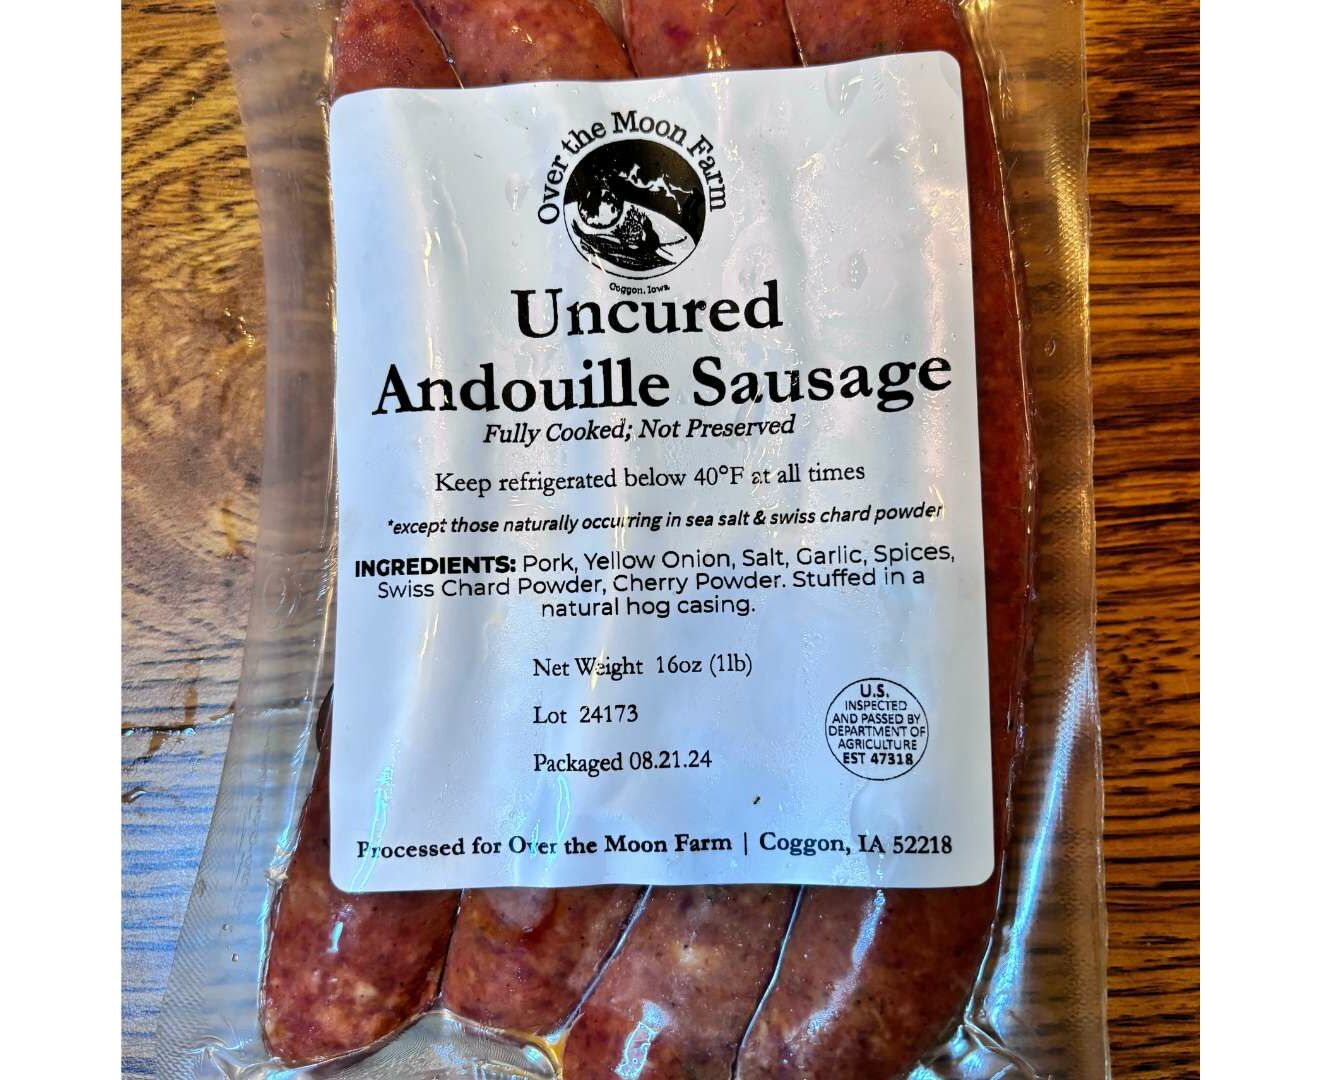 Over the Moon Farm
Coggon, Iowa
Uncured
Andouille Sausage
Fully Cooked; Not Preserved
Keep refrigerated below 40°F at all times
*except those naturally occurring in sea salt & swiss chard powder
INGREDIENTS: Pork, Yellow Onion, Salt, Garlic, Spices,
Swiss Chard Powder, Cherry Powder. Stuffed in a
natural hog casing.
Net Weight 16oz (1lb)
Lot 24173
Packaged 08.21.24
U.S.
INSPECTED
AND PASSED BY
DEPARTMENT OF
AGRICULTURE
EST 47318
Processed for Over the Moon Farm | Coggon, IA 52218